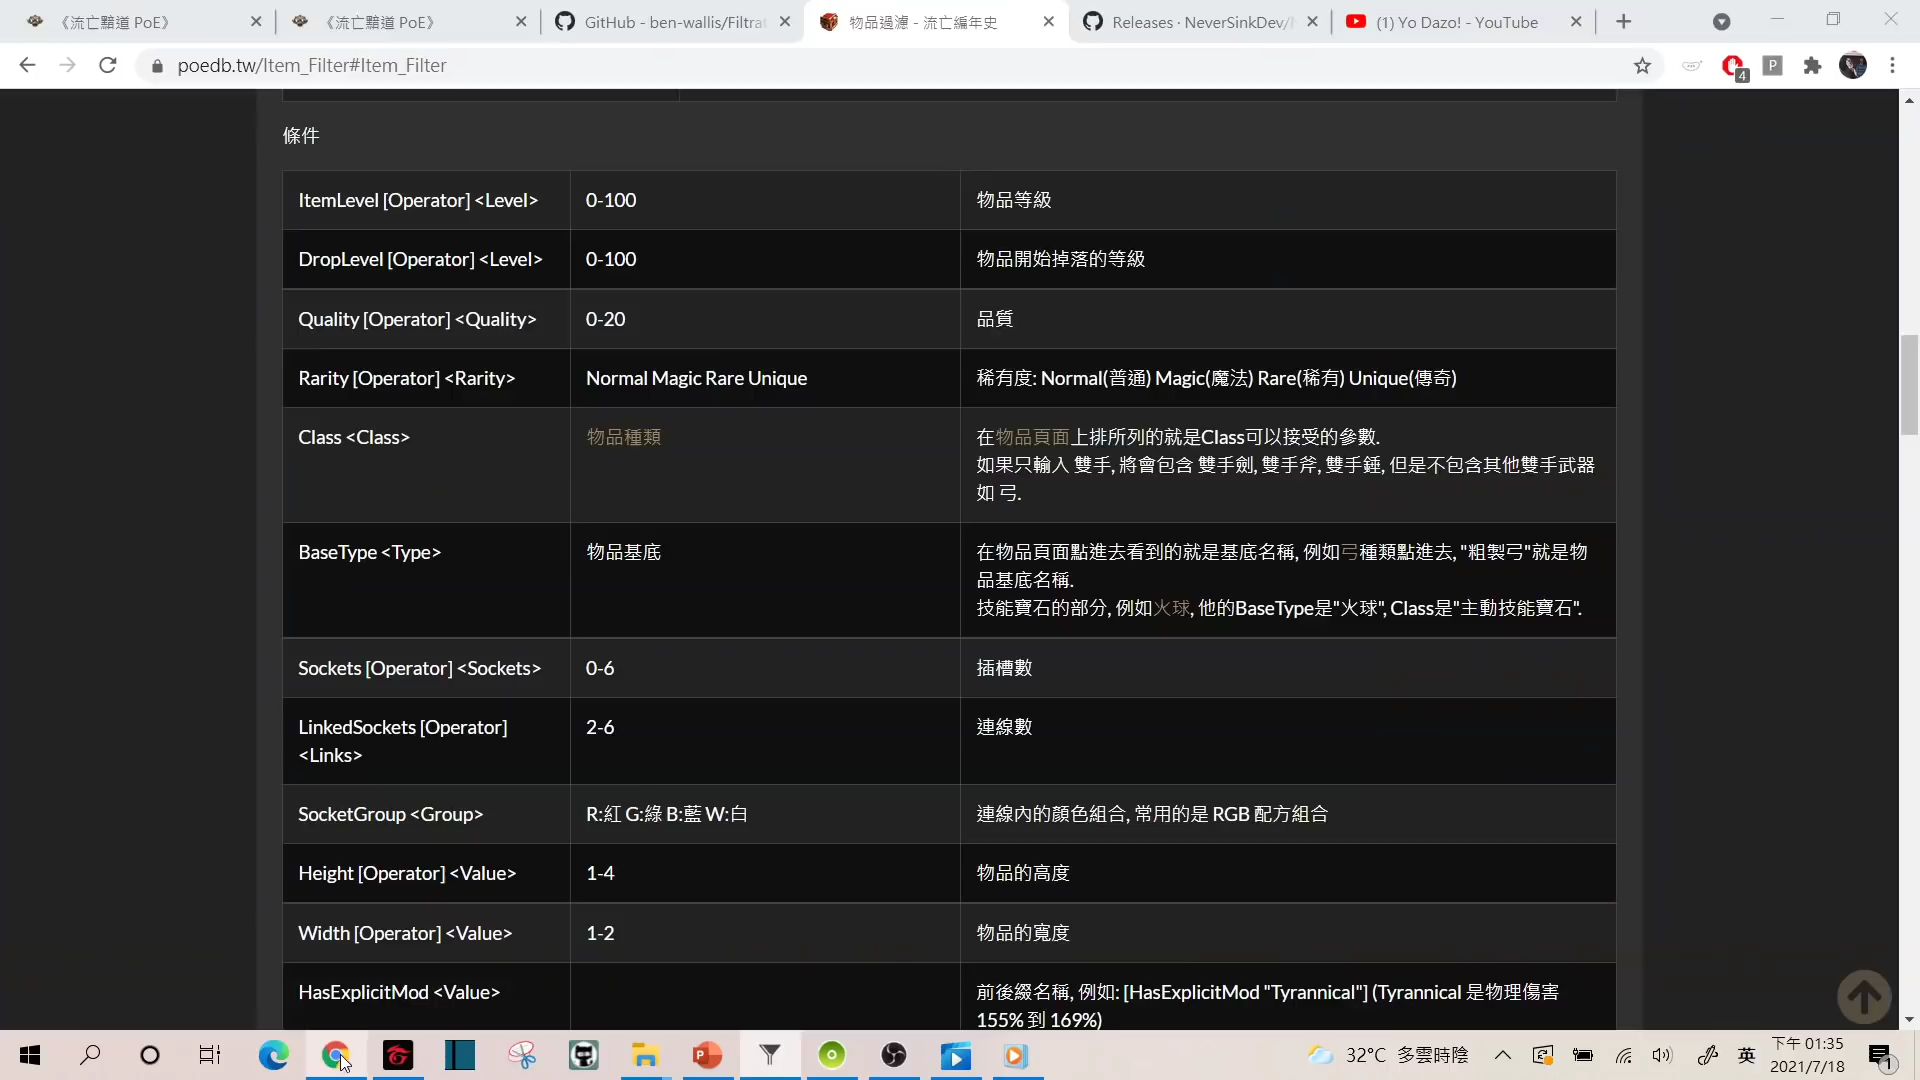 《流亡黯道 PoE》
《流亡黯道 PoE》
GitHub - ben-wallis/Filtra
物品過濾 - 流亡編年史
Releases · NeverSinkDev/
(1) Yo Dazo! - YouTube
poedb.tw/Item_Filter#Item_Filter
4
P
條件
ItemLevel [Operator] <Level>
0-100
物品等級
DropLevel [Operator] <Level>
0-100
物品開始掉落的等級
Quality [Operator] <Quality>
0-20
品質
Rarity [Operator] <Rarity>
Normal Magic Rare Unique
稀有度: Normal(普通) Magic(魔法) Rare(稀有) Unique(傳奇)
Class <Class>
物品種類
在物品頁面上排所列的就是Class可以接受的參數.
如果只輸入 雙手, 將會包含 雙手劍, 雙手斧, 雙手錘, 但是不包含其他雙手武器
如 弓.
BaseType <Type>
物品基底
在物品頁面點進去看到的就是基底名稱, 例如弓種類點進去, "粗製弓"就是物
品基底名稱.
技能寶石的部分, 例如火球, 他的BaseType是"火球", Class是"主動技能寶石".
Sockets [Operator] <Sockets>
0-6
插槽數
LinkedSockets [Operator]
<Links>
2-6
連線數
SocketGroup <Group>
R:紅 G:綠 B:藍 W:白
連線內的顏色組合, 常用的是 RGB 配方組合
Height [Operator] <Value>
1-4
物品的高度
Width [Operator] <Value>
1-2
物品的寬度
HasExplicitMod <Value>
前後綴名稱, 例如: [HasExplicitMod "Tyrannical"] (Tyrannical 是物理傷害
155% 到 169%)
32°C 多雲時陰
英
下午 01:35
2021/7/18
1